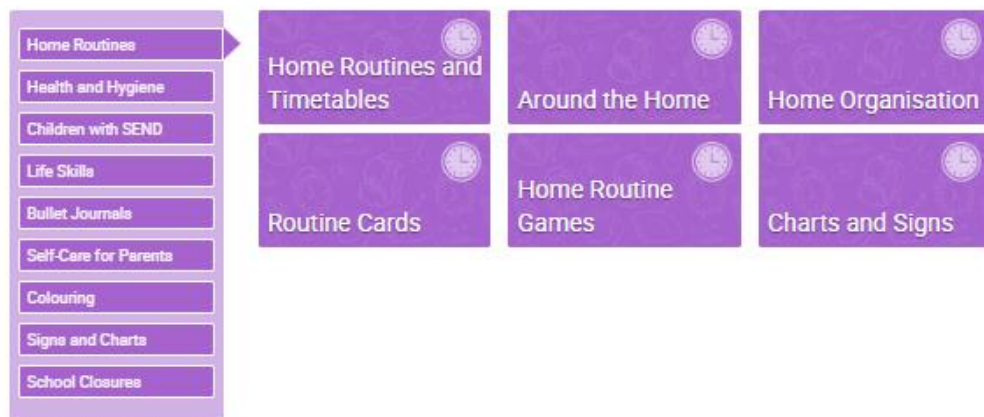 Home Routines
Health and Hygiene
Children with SEND
Life Skills
Bullet Journals
Self-Care for Parents
Colouring
Signs and Charts
School Closures
Home Routines and
Timetables
Around the Home
Home Organisation
Routine Cards
Home Routine
Games
Charts and Signs